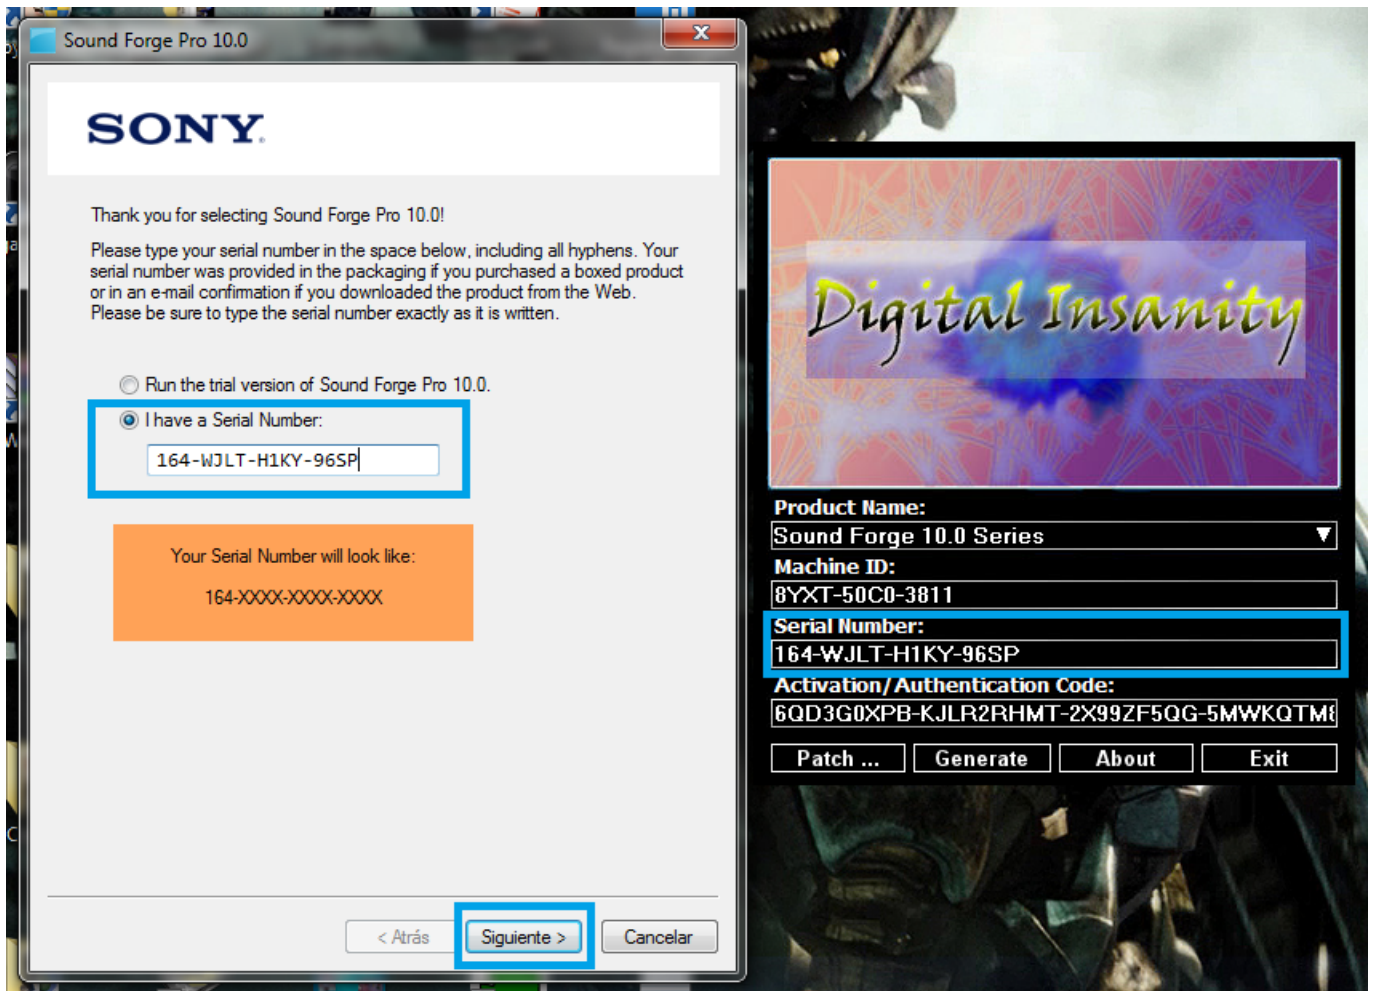 Sound Forge Pro 10.0
SONY
Thank you for selecting Sound Forge Pro 10.0!
Please type your serial number in the space below, including all hyphens. Your
serial number was provided in the packaging if you purchased a boxed product
or in an e-mail confirmation if you downloaded the product from the Web.
Please be sure to type the serial number exactly as it is written.
Run the trial version of Sound Forge Pro 10.0.
I have a Serial Number:
164-WJLT-H1KY-96SP
Your Serial Number will look like:
164-XXXX-XXXX-XXXX
< Atrás
Siguiente >
Cancelar
Digital Insanity
Product Name:
Sound Forge 10.0 Series
Machine ID:
8YXT-50C0-3811
Serial Number:
164-WJLT-H1KY-96SP
Activation/Authentication Code:
6QD3G0XPB-KJLR2RHMT-2X99ZF5QG-5MWKQTM
Patch ...
Generate
About
Exit